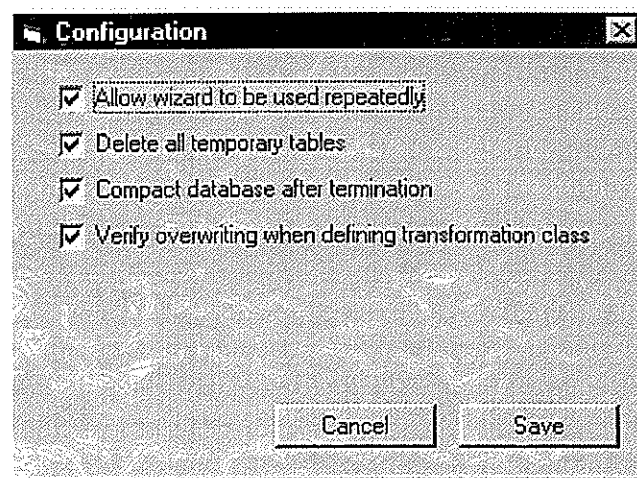 Configuration
Allow wizard to be used repeatedly
Delete all temporary tables
Compact database after termination
Verify overwriting when defining transformation class
Cancel
Save